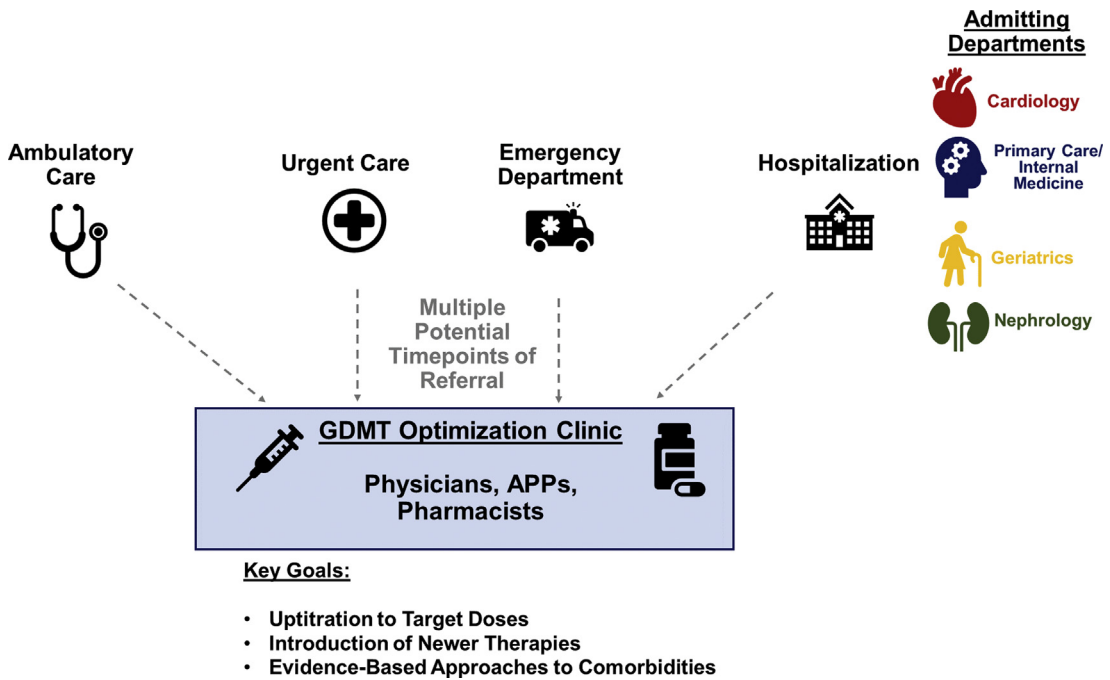 Admitting
Departments
Cardiology
Primary Care/
Internal
Medicine
Geriatrics
Nephrology
Ambulatory
Care
Urgent Care
Emergency
Department
Hospitalization
Multiple
Potential
Timepoints of
Referral
GDMT Optimization Clinic
Physicians, APPs,
Pharmacists
Key Goals:
• Uptitration to Target Doses
• Introduction of Newer Therapies
• Evidence-Based Approaches to Comorbidities